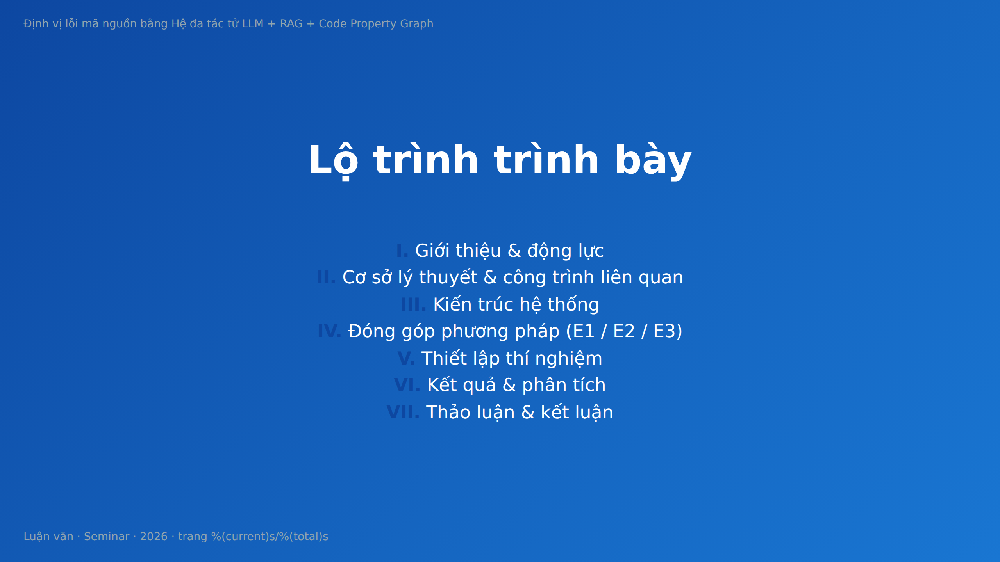 Định vị lỗi mã nguồn bằng Hệ đa tác tử LLM + RAG + Code Property Graph
Lộ trình trình bày
I. Giới thiệu & động lực
II. Cơ sở lý thuyết & công trình liên quan
III. Kiến trúc hệ thống
IV. Đóng góp phương pháp (E1 / E2 / E3)
V. Thiết lập thí nghiệm
VI. Kết quả & phân tích
VII. Thảo luận & kết luận
Luận văn · Seminar · 2026 · trang %(current)s/%(total)s